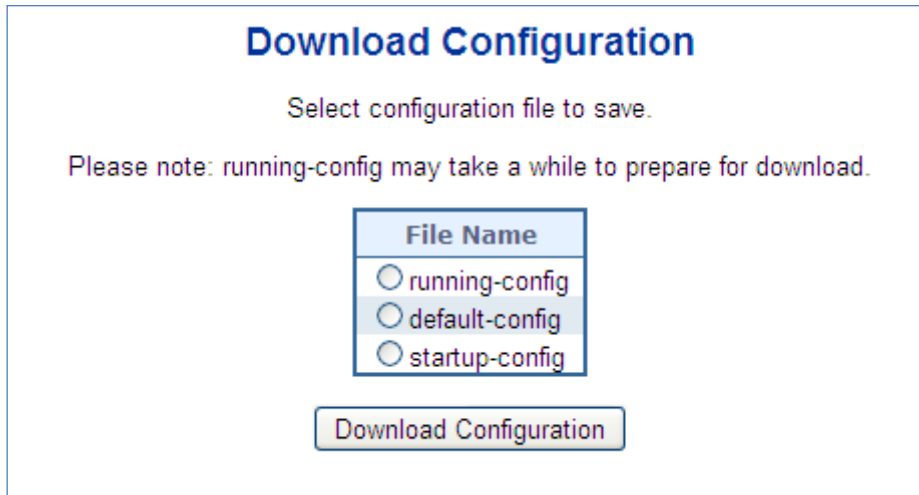 Download Configuration
Select configuration file to save.
Please note: running-config may take a while to prepare for download.
File Name
running-config
default-config
startup-config
Download Configuration